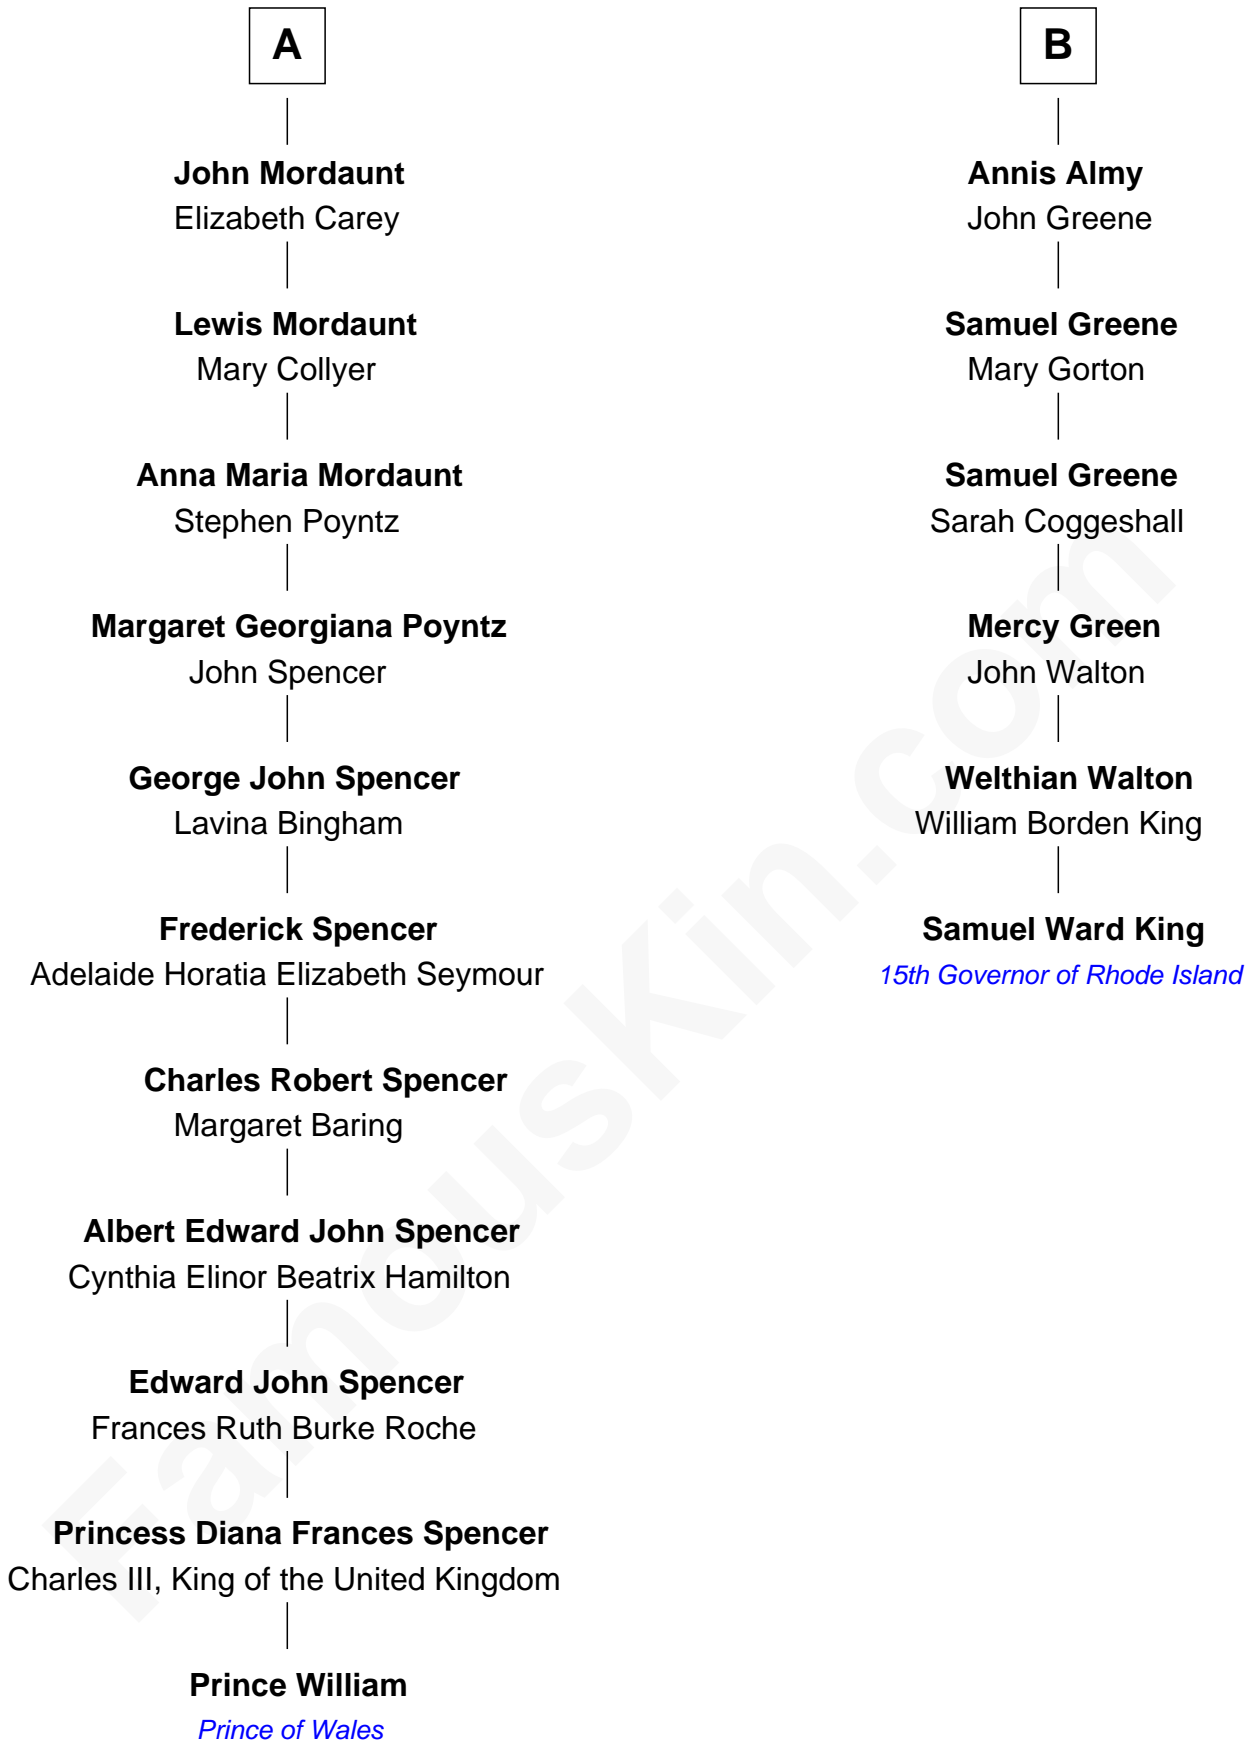 A
John Mordaunt
Elizabeth Carey
Lewis Mordaunt
Mary Collyer
Anna Maria Mordaunt
Stephen Poyntz
Margaret Georgiana Poyntz
John Spencer
George John Spencer
Lavina Bingham
Frederick Spencer
Adelaide Horatia Elizabeth Seymour
Charles Robert Spencer
Margaret Baring
Albert Edward John Spencer
Cynthia Elinor Beatrix Hamilton
Edward John Spencer
Frances Ruth Burke Roche
Princess Diana Frances Spencer
Charles III, King of the United Kingdom
Prince William
Prince of Wales
B
Annis Almy
John Greene
Samuel Greene
Mary Gorton
Samuel Greene
Sarah Coggeshall
Mercy Green
John Walton
Welthian Walton
William Borden King
Samuel Ward King
15th Governor of Rhode Island
FamousKin.com